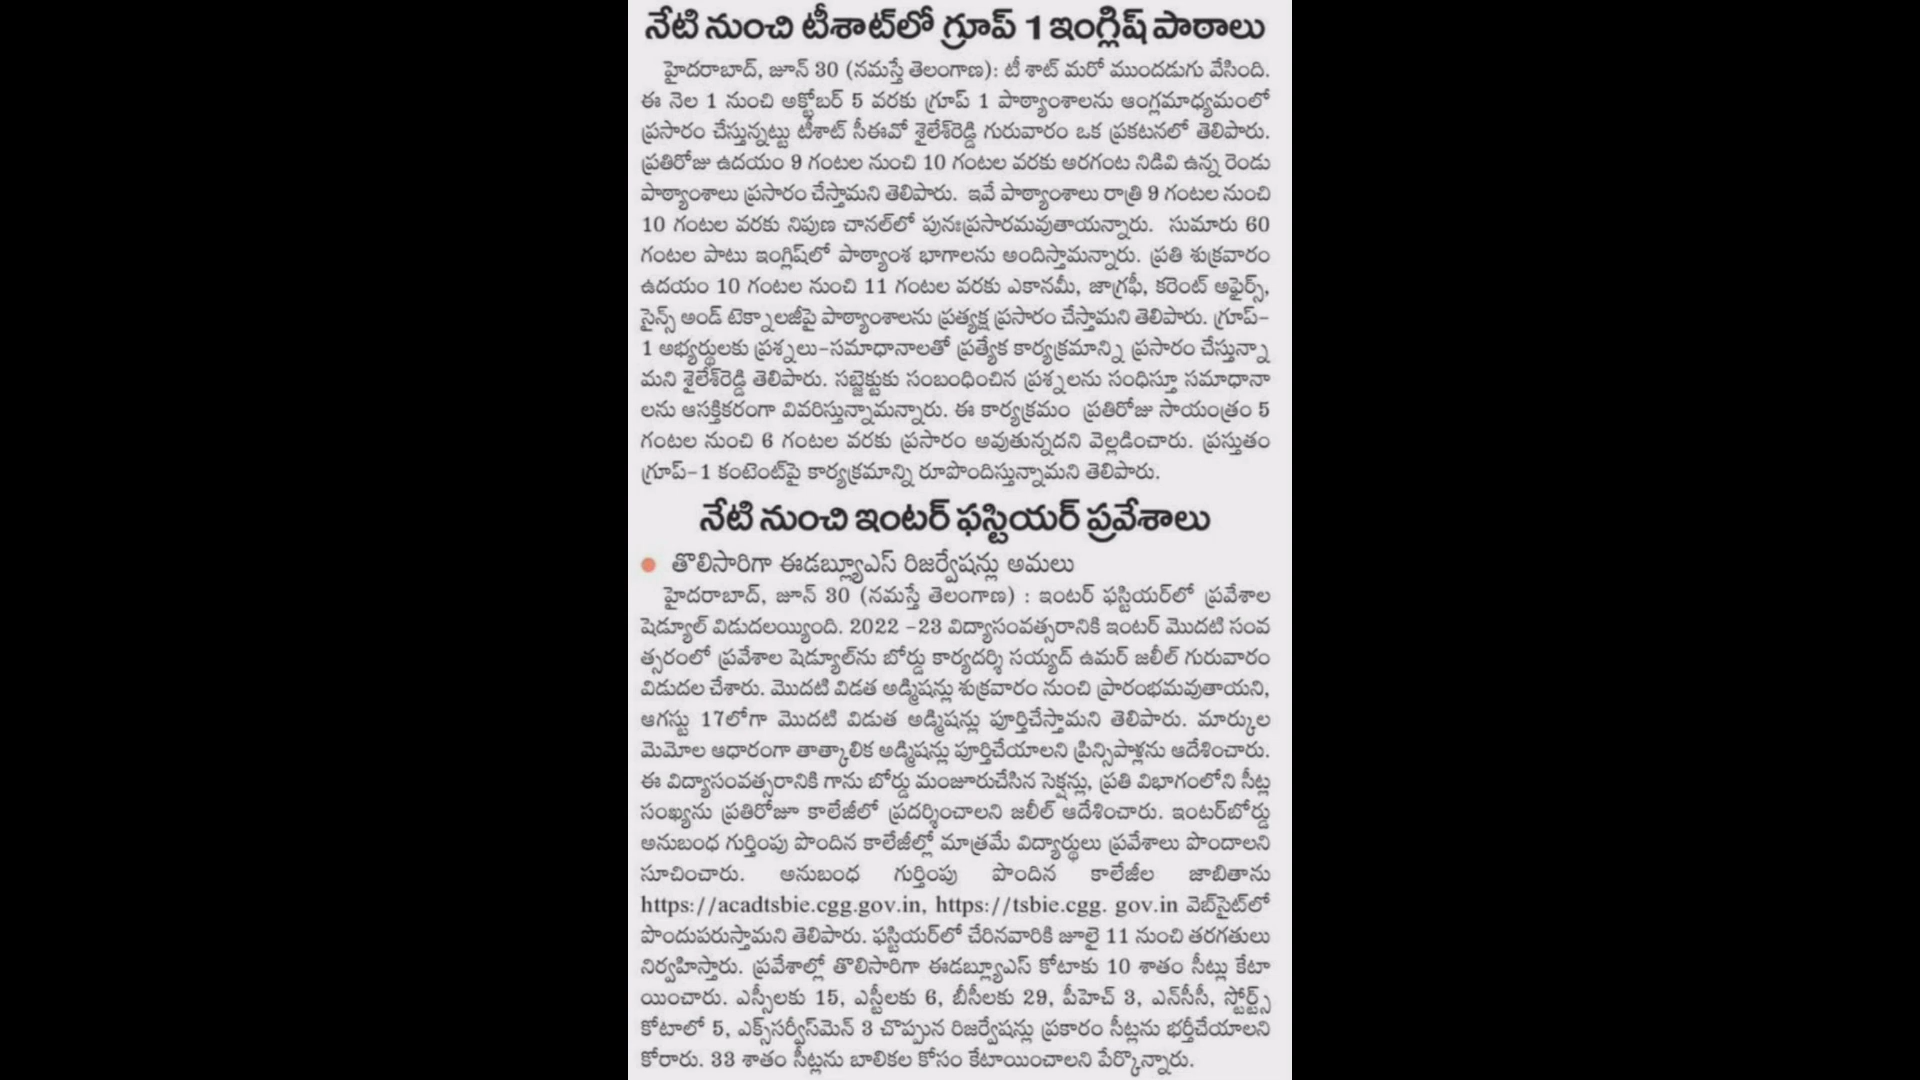 నేటి నుంచి టీశాట్‌లో గ్రూప్ 1 ఇంగ్లిష్ పాఠాలు
హైదరాబాద్, జూన్ 30 (నమస్తే తెలంగాణ): టీ శాట్ మరో ముందడుగు వేసింది.
ఈ నెల 1 నుంచి అక్టోబర్ 5 వరకు గ్రూప్ 1 పాఠ్యాంశాలను ఆంగ్లమాధ్యమంలో
ప్రసారం చేస్తున్నట్టు టీశాట్ సీఈవో శైలేశ్‌రెడ్డి గురువారం ఒక ప్రకటనలో తెలిపారు.
ప్రతిరోజు ఉదయం 9 గంటల నుంచి 10 గంటల వరకు అరగంట నిడివి ఉన్న రెండు
పాఠ్యాంశాలు ప్రసారం చేస్తామని తెలిపారు. ఇవే పాఠ్యాంశాలు రాత్రి 9 గంటల నుంచి
10 గంటల వరకు నిపుణ చానల్‌లో పునఃప్రసారమవుతాయన్నారు. సుమారు 60
గంటల పాటు ఇంగ్లిష్‌లో పాఠ్యాంశ భాగాలను అందిస్తామన్నారు. ప్రతి శుక్రవారం
ఉదయం 10 గంటల నుంచి 11 గంటల వరకు ఎకానమీ, జాగ్రఫీ, కరెంట్ అఫైర్స్,
సైన్స్ అండ్ టెక్నాలజీపై పాఠ్యాంశాలను ప్రత్యక్ష ప్రసారం చేస్తామని తెలిపారు. గ్రూప్-
1 అభ్యర్థులకు ప్రశ్నలు-సమాధానాలతో ప్రత్యేక కార్యక్రమాన్ని ప్రసారం చేస్తున్నా
మని శైలేశ్‌రెడ్డి తెలిపారు. సబ్జెక్టుకు సంబంధించిన ప్రశ్నలను సంధిస్తూ సమాధానా
లను ఆసక్తికరంగా వివరిస్తున్నామన్నారు. ఈ కార్యక్రమం ప్రతిరోజు సాయంత్రం 5
గంటల నుంచి 6 గంటల వరకు ప్రసారం అవుతున్నదని వెల్లడించారు. ప్రస్తుతం
గ్రూప్-1 కంటెంట్‌పై కార్యక్రమాన్ని రూపొందిస్తున్నామని తెలిపారు.
నేటి నుంచి ఇంటర్ ఫస్టియర్ ప్రవేశాలు
● తొలిసారిగా ఈడబ్ల్యూఎస్ రిజర్వేషన్లు అమలు
హైదరాబాద్, జూన్ 30 (నమస్తే తెలంగాణ) : ఇంటర్ ఫస్టియర్‌లో ప్రవేశాల
షెడ్యూల్ విడుదలయ్యింది. 2022 -23 విద్యాసంవత్సరానికి ఇంటర్ మొదటి సంవ
త్సరంలో ప్రవేశాల షెడ్యూల్‌ను బోర్డు కార్యదర్శి సయ్యద్ ఉమర్ జలీల్ గురువారం
విడుదల చేశారు. మొదటి విడత అడ్మిషన్లు శుక్రవారం నుంచి ప్రారంభమవుతాయని,
ఆగస్టు 17లోగా మొదటి విడుత అడ్మిషన్లు పూర్తిచేస్తామని తెలిపారు. మార్కుల
మెమోల ఆధారంగా తాత్కాలిక అడ్మిషన్లు పూర్తిచేయాలని ప్రిన్సిపాళ్లను ఆదేశించారు.
ఈ విద్యాసంవత్సరానికి గాను బోర్డు మంజూరుచేసిన సెక్షన్లు, ప్రతి విభాగంలోని సీట్ల
సంఖ్యను ప్రతిరోజూ కాలేజీలో ప్రదర్శించాలని జలీల్ ఆదేశించారు. ఇంటర్‌బోర్డు
అనుబంధ గుర్తింపు పొందిన కాలేజీల్లో మాత్రమే విద్యార్థులు ప్రవేశాలు పొందాలని
సూచించారు. అనుబంధ గుర్తింపు పొందిన కాలేజీల జాబితాను
https://acadtsbie.cgg.gov.in, https://tsbie.cgg. gov.in వెబ్‌సైట్‌లో
పొందుపరుస్తామని తెలిపారు. ఫస్టియర్‌లో చేరినవారికి జూలై 11 నుంచి తరగతులు
నిర్వహిస్తారు. ప్రవేశాల్లో తొలిసారిగా ఈడబ్ల్యూఎస్ కోటాకు 10 శాతం సీట్లు కేటా
యించారు. ఎస్సీలకు 15, ఎస్టీలకు 6, బీసీలకు 29, పీహెచ్ 3, ఎన్‌సీసీ, స్పోర్ట్స్
కోటాలో 5, ఎక్స్‌సర్వీస్‌మెన్ 3 చొప్పున రిజర్వేషన్లు ప్రకారం సీట్లను భర్తీచేయాలని
కోరారు. 33 శాతం సీట్లను బాలికల కోసం కేటాయించాలని పేర్కొన్నారు.